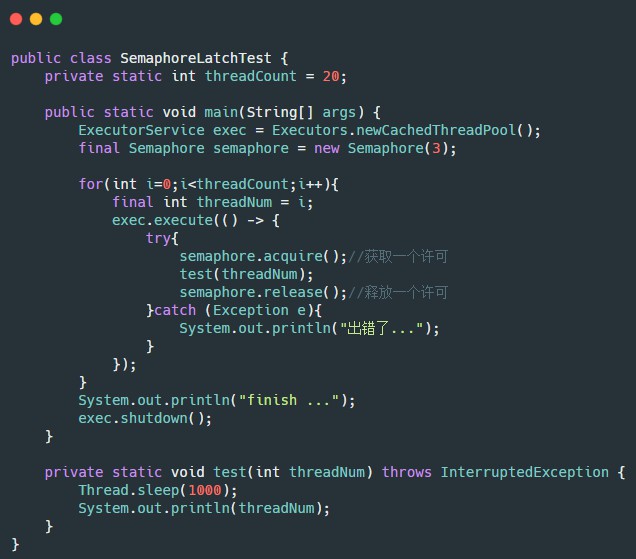 public class SemaphoreLatchTest {
    private static int threadCount = 20;

    public static void main(String[] args) {
        ExecutorService exec = Executors.newCachedThreadPool();
        final Semaphore semaphore = new Semaphore(3);

        for(int i=0;i<threadCount;i++){
            final int threadNum = i;
            exec.execute(() -> {
                try{
                    semaphore.acquire();//获取一个许可
                    test(threadNum);
                    semaphore.release();//释放一个许可
                }catch (Exception e){
                    System.out.println("出错了...");
                }
            });
        }
        System.out.println("finish ...");
        exec.shutdown();
    }

    private static void test(int threadNum) throws InterruptedException {
        Thread.sleep(1000);
        System.out.println(threadNum);
    }
}